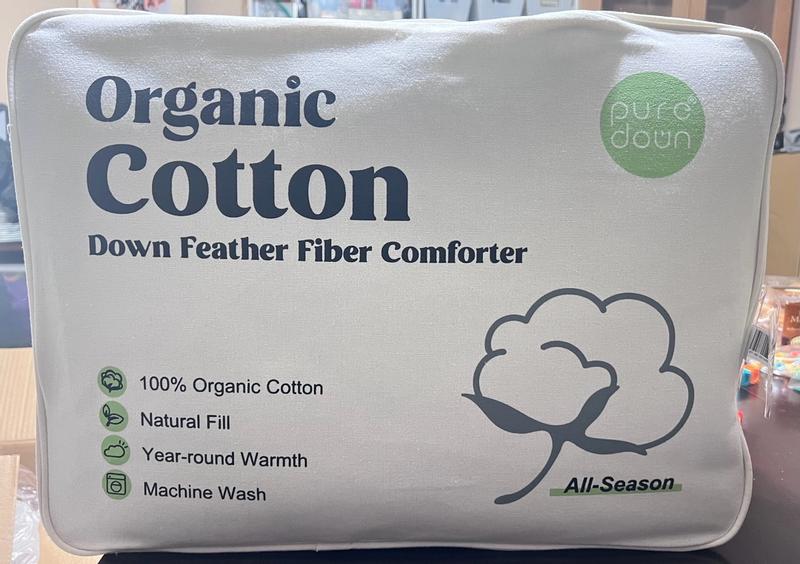 Organic
Cotton
Down Feather Fiber Comforter
pure
down
®
100% Organic Cotton
Natural Fill
Year-round Warmth
Machine Wash
All-Season